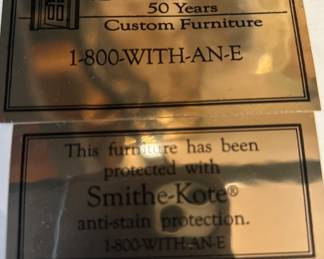 50 Years
Custom Furniture
1-800-WITH-AN-E
This furniture has been
protected with
Smithe-Kote®
anti-stain protection.
1-800-WITH-AN-E